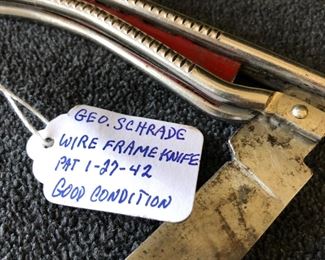 GEO. SCHRADE
WIRE FRAME KNIFE
PAT 1-27-42
GOOD CONDITION